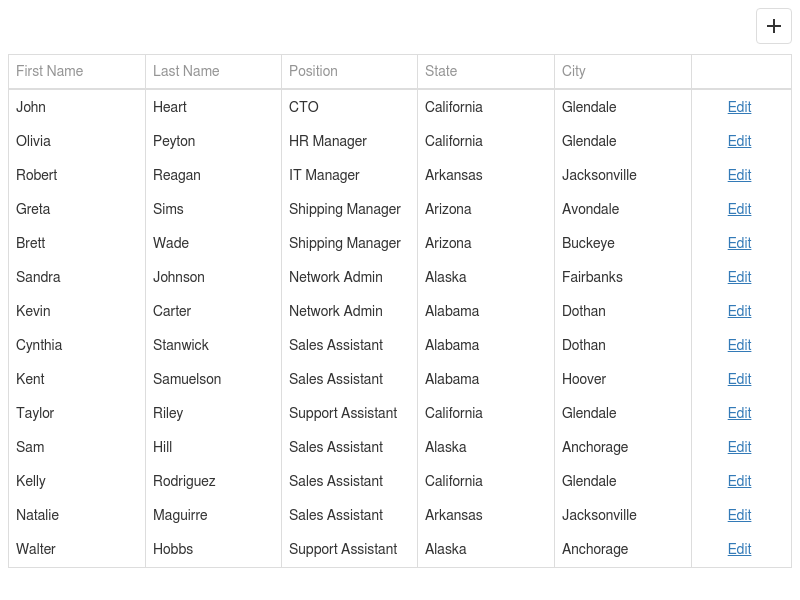 +
First Name Last Name Position State City
John Heart CTO California Glendale Edit
Olivia Peyton HR Manager California Glendale Edit
Robert Reagan IT Manager Arkansas Jacksonville Edit
Greta Sims Shipping Manager Arizona Avondale Edit
Brett Wade Shipping Manager Arizona Buckeye Edit
Sandra Johnson Network Admin Alaska Fairbanks Edit
Kevin Carter Network Admin Alabama Dothan Edit
Cynthia Stanwick Sales Assistant Alabama Dothan Edit
Kent Samuelson Sales Assistant Alabama Hoover Edit
Taylor Riley Support Assistant California Glendale Edit
Sam Hill Sales Assistant Alaska Anchorage Edit
Kelly Rodriguez Sales Assistant California Glendale Edit
Natalie Maguirre Sales Assistant Arkansas Jacksonville Edit
Walter Hobbs Support Assistant Alaska Anchorage Edit